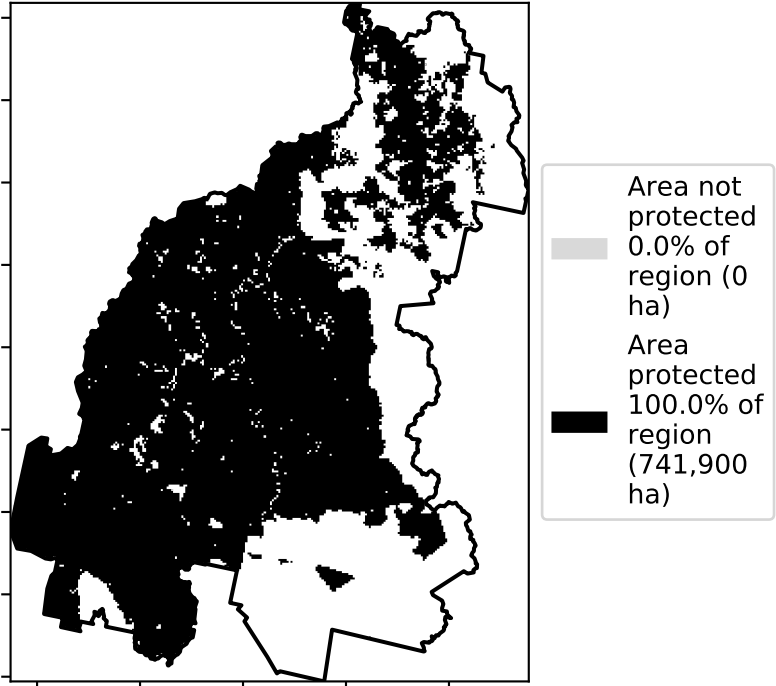 Area not
protected
0.0% of
region (0
ha)
Area
protected
100.0% of
region
(741,900
ha)